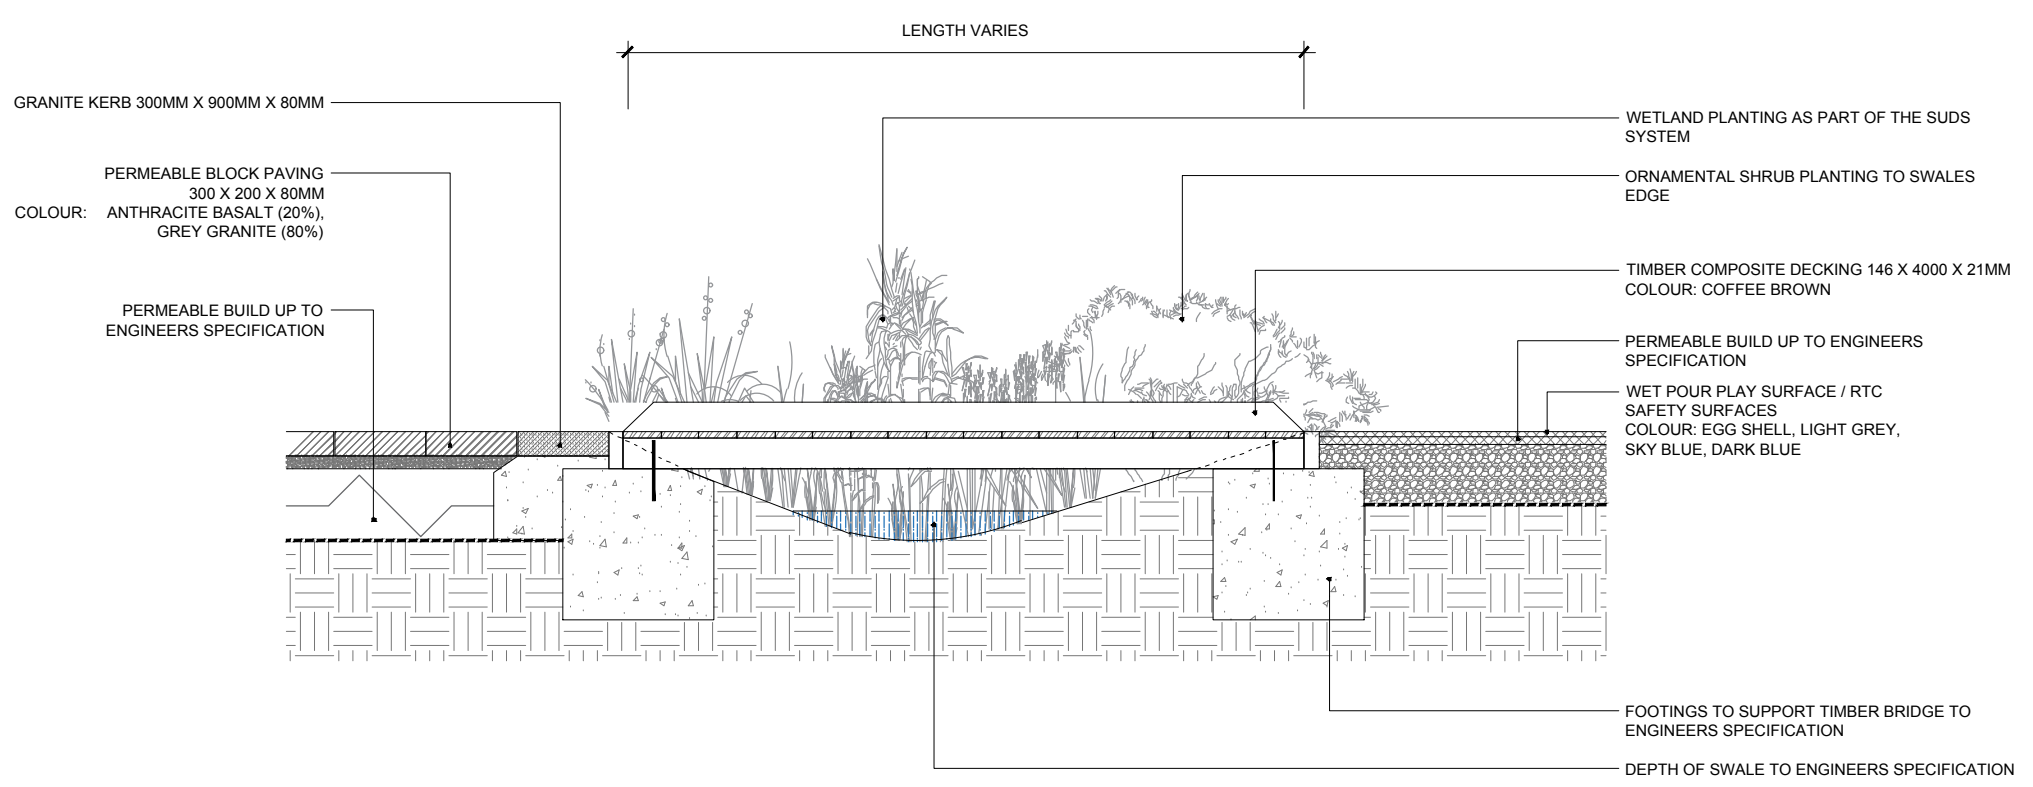 LENGTH VARIES
GRANITE KERB 300MM X 900MM X 80MM
PERMEABLE BLOCK PAVING
300 X 200 X 80MM
COLOUR: ANTHRACITE BASALT (20%),
GREY GRANITE (80%)
PERMEABLE BUILD UP TO
ENGINEERS SPECIFICATION
WETLAND PLANTING AS PART OF THE SUDS
SYSTEM
ORNAMENTAL SHRUB PLANTING TO SWALES
EDGE
TIMBER COMPOSITE DECKING 146 X 4000 X 21MM
COLOUR: COFFEE BROWN
PERMEABLE BUILD UP TO ENGINEERS
SPECIFICATION
WET POUR PLAY SURFACE / RTC
SAFETY SURFACES
COLOUR: EGG SHELL, LIGHT GREY,
SKY BLUE, DARK BLUE
FOOTINGS TO SUPPORT TIMBER BRIDGE TO
ENGINEERS SPECIFICATION
DEPTH OF SWALE TO ENGINEERS SPECIFICATION